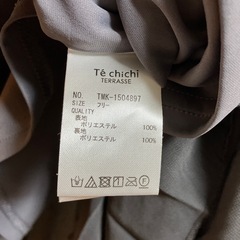 Té chichi
TERRASSE
NO. TMK-1504897
SIZE フリー
QUALITY
表地
ポリエステル 100%
裏地
ポリエステル 100%